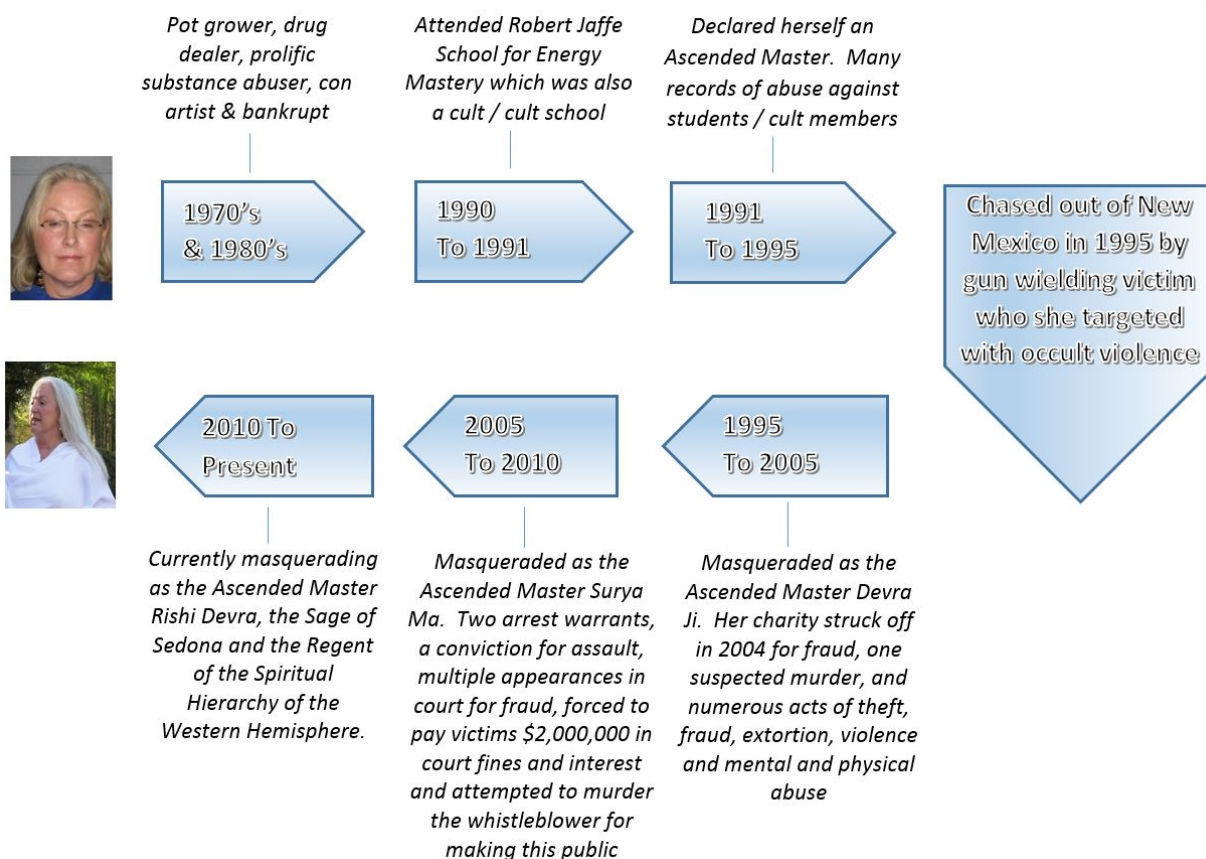 Pot grower, drug
dealer, prolific
substance abuser, con
artist & bankrupt
Attended Robert Jaffe
School for Energy
Mastery which was also
a cult / cult school
Declared herself an
Ascended Master.  Many
records of abuse against
students / cult members
1970's
& 1980's
1990
To 1991
1991
To 1995
Chased out of New
Mexico in 1995 by
gun wielding victim
who she targeted
with occult violence
1995
To 2005
2005
To 2010
2010 To
Present
Masqueraded as the
Ascended Master Devra
Ji.  Her charity struck off
in 2004 for fraud, one
suspected murder, and
numerous acts of theft,
fraud, extortion, violence
and mental and physical
abuse
Masqueraded as the
Ascended Master Surya
Ma.  Two arrest warrants,
a conviction for assault,
multiple appearances in
court for fraud, forced to
pay victims $2,000,000 in
court fines and interest
and attempted to murder
the whistleblower for
making this public
Currently masquerading
as the Ascended Master
Rishi Devra, the Sage of
Sedona and the Regent
of the Spiritual
Hierarchy of the
Western Hemisphere.